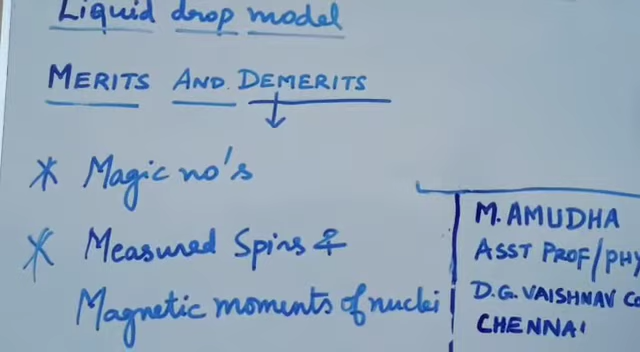 Liquid drop model
MERITS AND DEMERITS
* Magic no's
* Measured Spins &
Magnetic moments of nuclei
M. AMUDHA
ASST PROF/PHY
D.G. VAISHNAV Co
CHENNAI